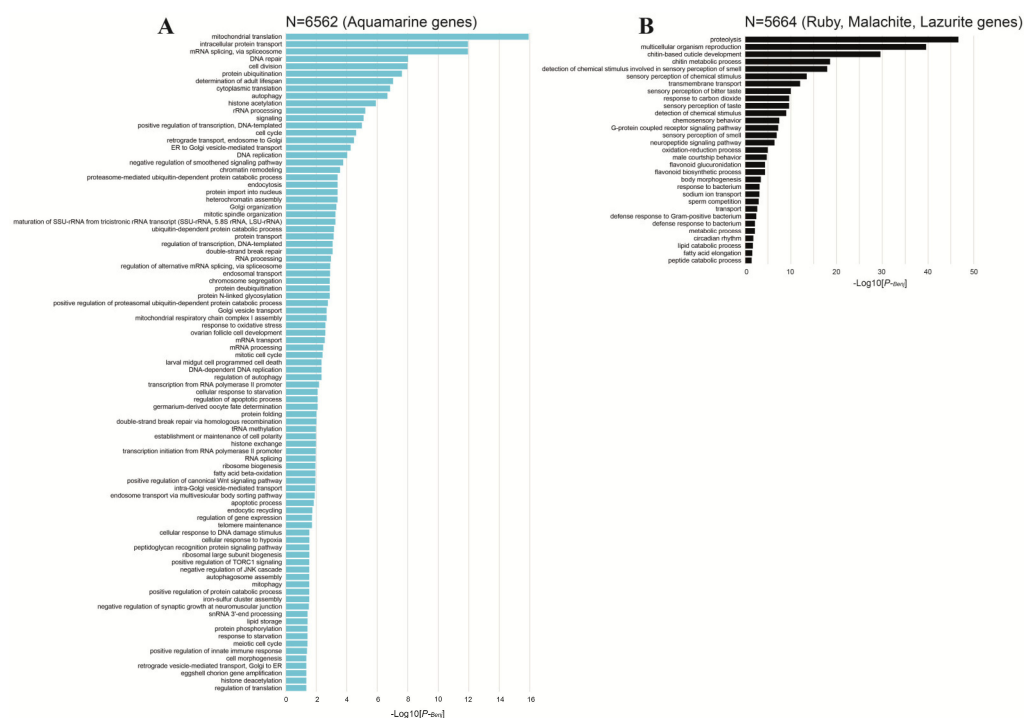 A
N=6562 (Aquamarine genes)
mitochondrial translation
intracellular protein transport
mRNA splicing, via spliceosome
DNA repair
cell division
protein ubiquitination
determination of adult lifespan
cytoplasmic translation
autophagy
histone acetylation
rRNA processing
signaling
positive regulation of transcription, DNA-templated
cell cycle
retrograde transport, endosome to Golgi
ER to Golgi vesicle-mediated transport
DNA replication
negative regulation of smoothened signaling pathway
chromatin remodeling
proteasome-mediated ubiquitin-dependent protein catabolic process
endocytosis
protein import into nucleus
heterochromatin assembly
Golgi organization
mitotic spindle organization
maturation of SSU-rRNA from tricistronic rRNA transcript (SSU-rRNA, 5.8S rRNA, LSU-rRNA)
ubiquitin-dependent protein catabolic process
protein transport
regulation of transcription, DNA-templated
double-strand break repair
RNA processing
regulation of alternative mRNA splicing, via spliceosome
endosomal transport
chromosome segregation
protein deubiquitination
protein N-linked glycosylation
positive regulation of proteasomal ubiquitin-dependent protein catabolic process
Golgi vesicle transport
mitochondrial respiratory chain complex I assembly
response to oxidative stress
ovarian follicle cell development
mRNA transport
mRNA processing
mitotic cell cycle
larval midgut cell programmed cell death
DNA-dependent DNA replication
regulation of autophagy
transcription from RNA polymerase II promoter
cellular response to starvation
regulation of apoptotic process
germarium-derived oocyte fate determination
protein folding
double-strand break repair via homologous recombination
tRNA methylation
establishment or maintenance of cell polarity
histone exchange
transcription initiation from RNA polymerase II promoter
RNA splicing
ribosome biogenesis
fatty acid beta-oxidation
positive regulation of canonical Wnt signaling pathway
intra-Golgi vesicle-mediated transport
endosome transport via multivesicular body sorting pathway
apoptotic process
endocytic recycling
regulation of gene expression
telomere maintenance
cellular response to DNA damage stimulus
cellular response to hypoxia
peptidoglycan recognition protein signaling pathway
ribosomal large subunit biogenesis
positive regulation of TORC1 signaling
negative regulation of JNK cascade
autophagosome assembly
mitophagy
positive regulation of protein catabolic process
iron-sulfur cluster assembly
negative regulation of synaptic growth at neuromuscular junction
snRNA 3'-end processing
lipid storage
protein phosphorylation
response to starvation
meiotic cell cycle
positive regulation of innate immune response
cell morphogenesis
retrograde vesicle-mediated transport, Golgi to ER
eggshell chorion gene amplification
histone deacetylation
regulation of translation
0 2 4 6 8 10 12 14 16
-Log10[P-Benj]
B
N=5664 (Ruby, Malachite, Lazurite genes)
proteolysis
multicellular organism reproduction
chitin-based cuticle development
chitin metabolic process
detection of chemical stimulus involved in sensory perception of smell
sensory perception of chemical stimulus
transmembrane transport
sensory perception of bitter taste
response to carbon dioxide
sensory perception of taste
detection of chemical stimulus
chemosensory behavior
G-protein coupled receptor signaling pathway
sensory perception of smell
neuropeptide signaling pathway
oxidation-reduction process
male courtship behavior
flavonoid glucuronidation
flavonoid biosynthetic process
body morphogenesis
response to bacterium
sodium ion transport
sperm competition
transport
defense response to Gram-positive bacterium
defense response to bacterium
metabolic process
circadian rhythm
lipid catabolic process
fatty acid elongation
peptide catabolic process
0 10 20 30 40 50
-Log10[P-Benj]